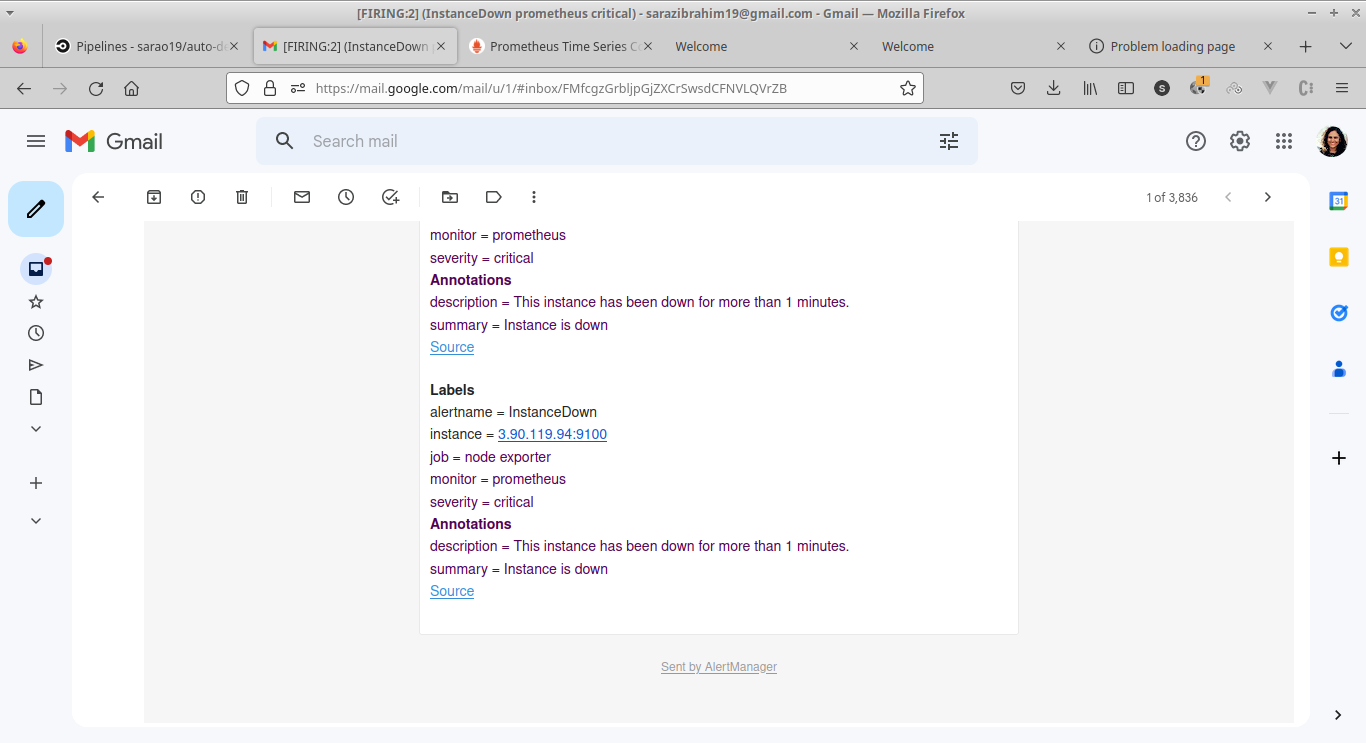 [FIRING:2] (InstanceDown prometheus critical) - sarazibrahim19@gmail.com - Gmail — Mozilla Firefox
Pipelines - sarao19/auto-de
[FIRING:2] (InstanceDown p
Prometheus Time Series Co
Welcome
Welcome
Problem loading page
https://mail.google.com/mail/u/1/#inbox/FMfcgzGrbljpGjZXCrSwsdCFNVLQVrZB
S
1
Gmail
Search mail
1 of 3,836
31
monitor = prometheus
severity = critical
Annotations
description = This instance has been down for more than 1 minutes.
summary = Instance is down
Source
Labels
alertname = InstanceDown
instance = 3.90.119.94:9100
job = node exporter
monitor = prometheus
severity = critical
Annotations
description = This instance has been down for more than 1 minutes.
summary = Instance is down
Source
Sent by AlertManager